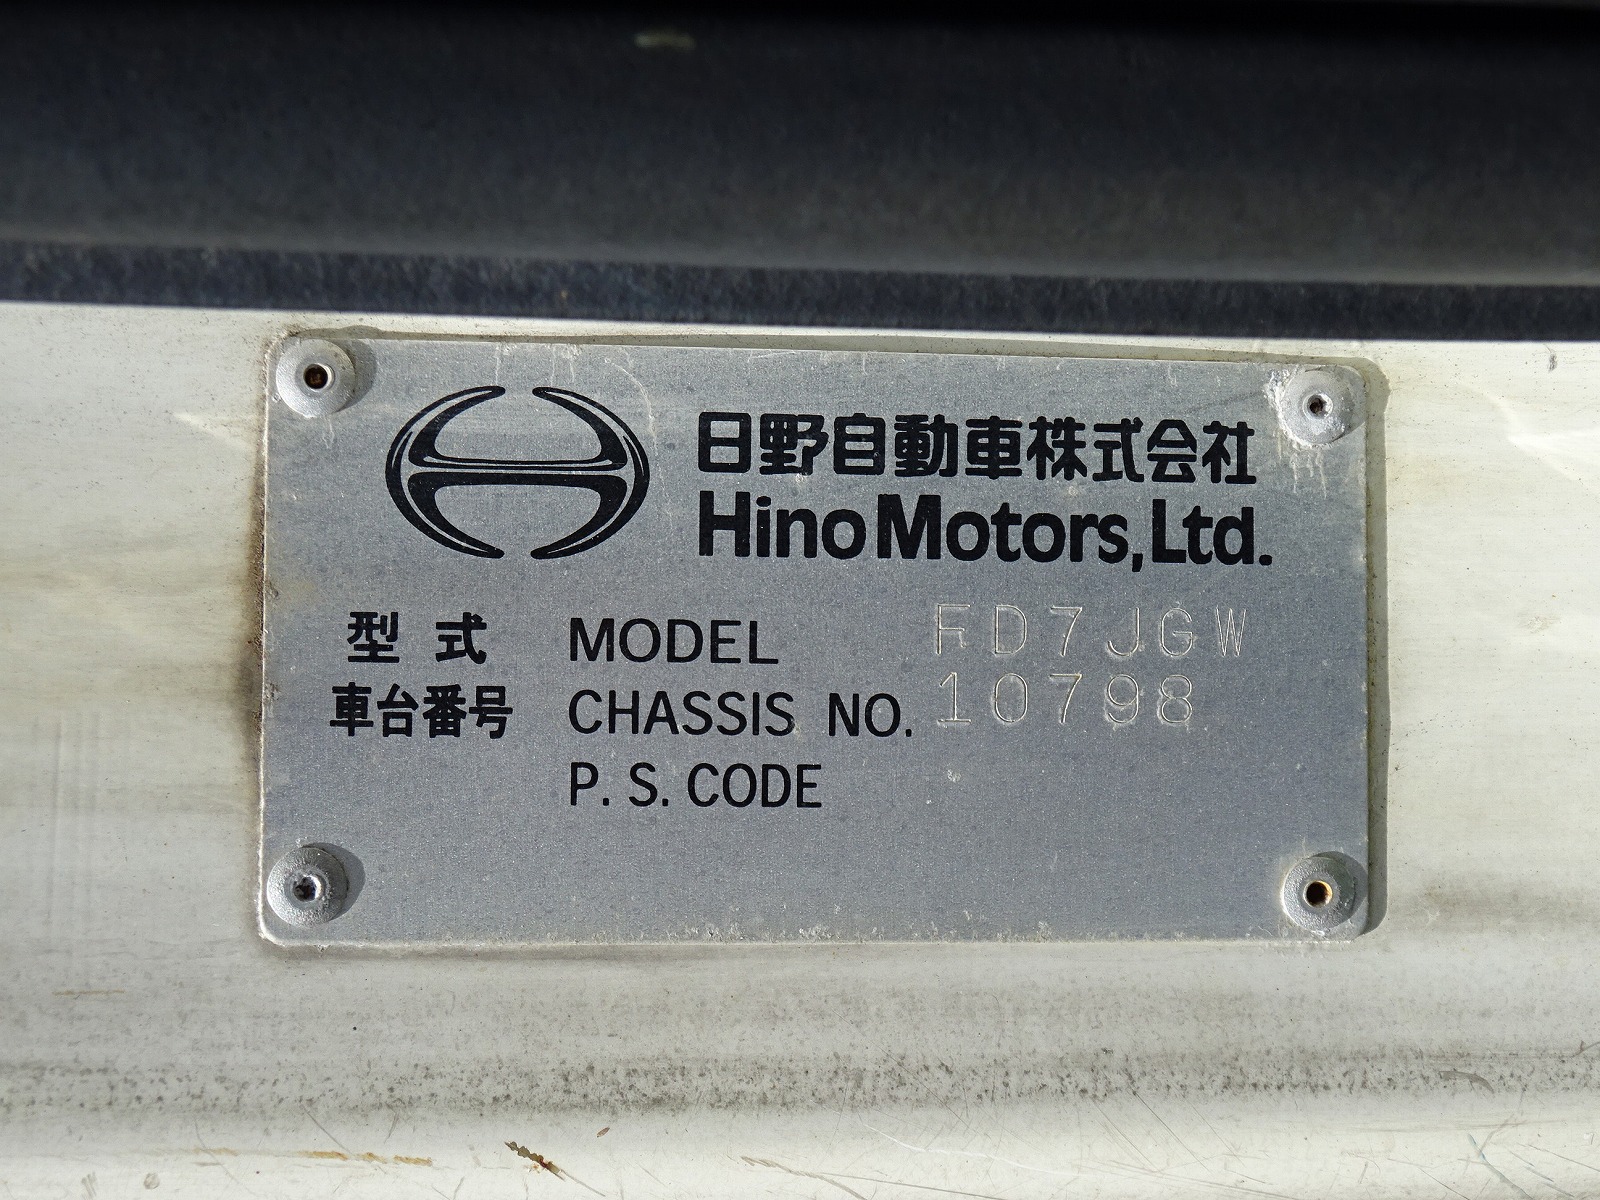 日野自動車株式会社
Hino Motors, Ltd.
型式 MODEL FD7JGW
車台番号 CHASSIS NO. 10798
P. S. CODE